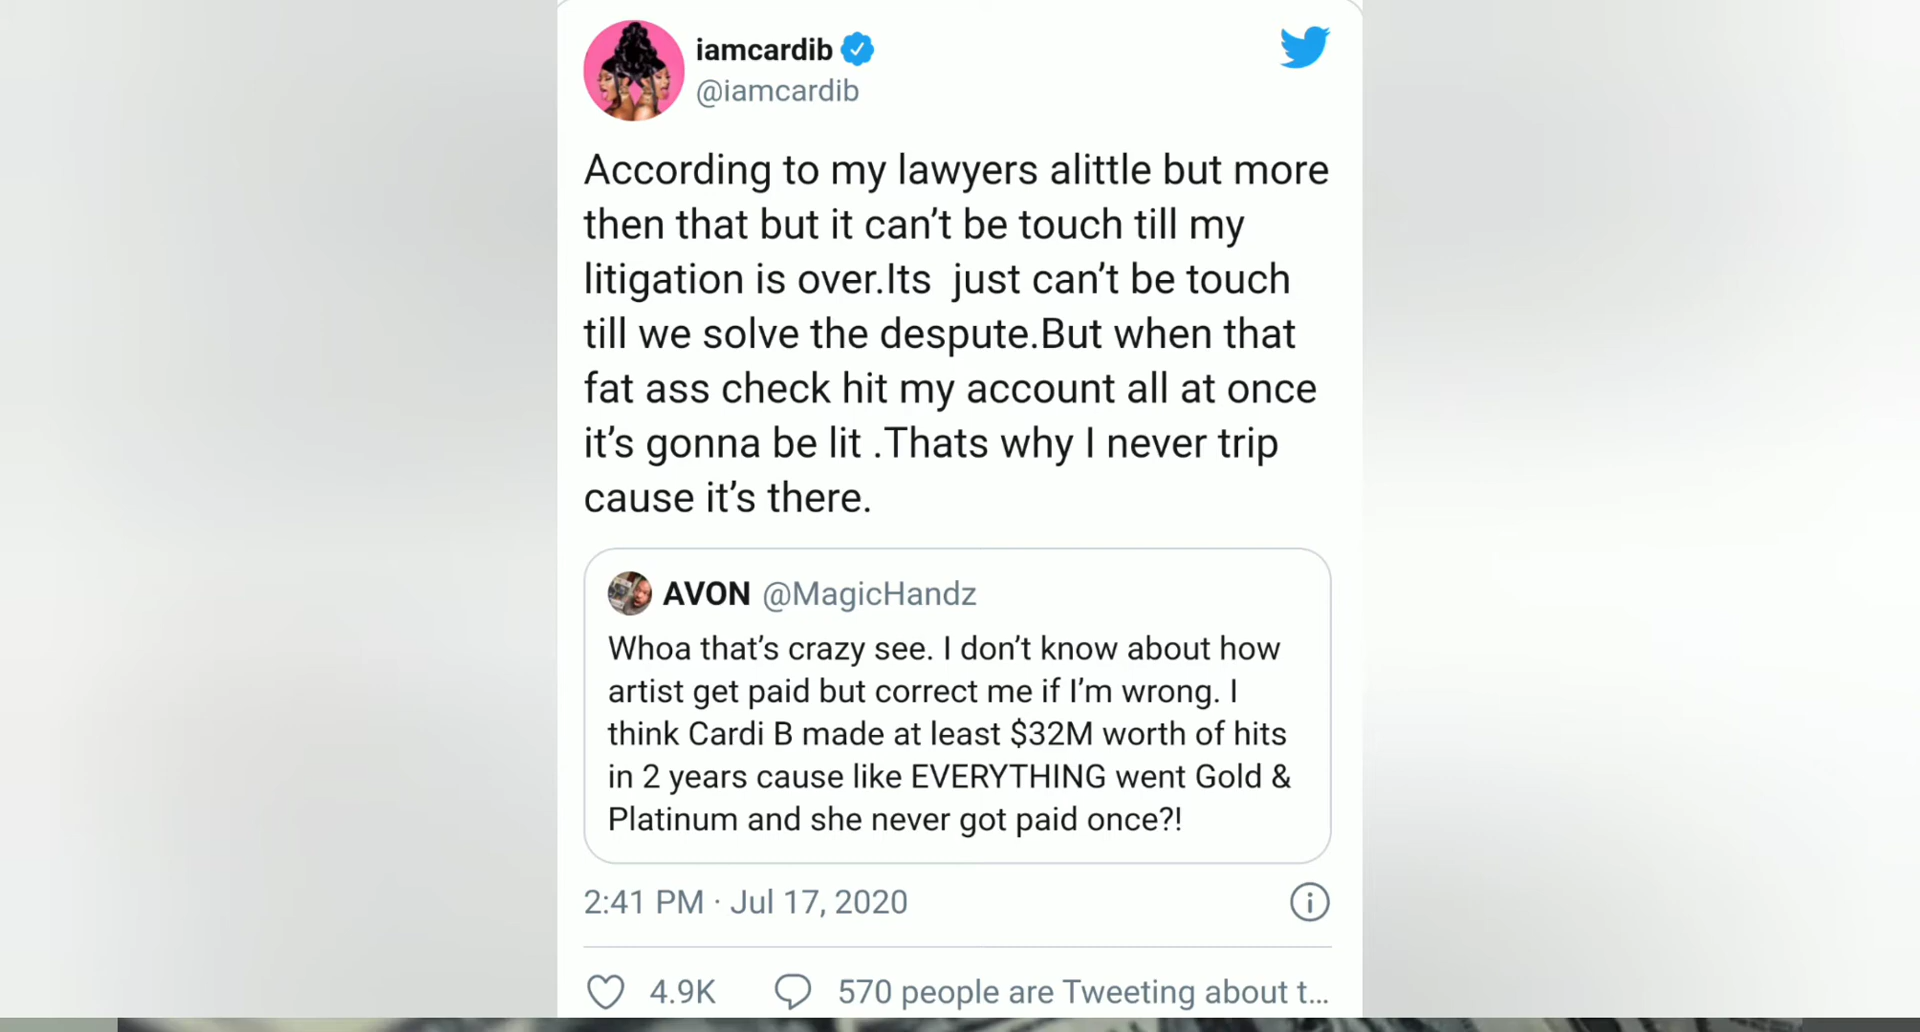 iamcardib
@iamcardib
According to my lawyers alittle but more
then that but it can’t be touch till my
litigation is over.Its  just can’t be touch
till we solve the despute.But when that
fat ass check hit my account all at once
it’s gonna be lit .Thats why I never trip
cause it’s there.
AVON @MagicHandz
Whoa that’s crazy see. I don’t know about how
artist get paid but correct me if I’m wrong. I
think Cardi B made at least $32M worth of hits
in 2 years cause like EVERYTHING went Gold &
Platinum and she never got paid once?!
2:41 PM · Jul 17, 2020
4.9K 570 people are Tweeting about t...